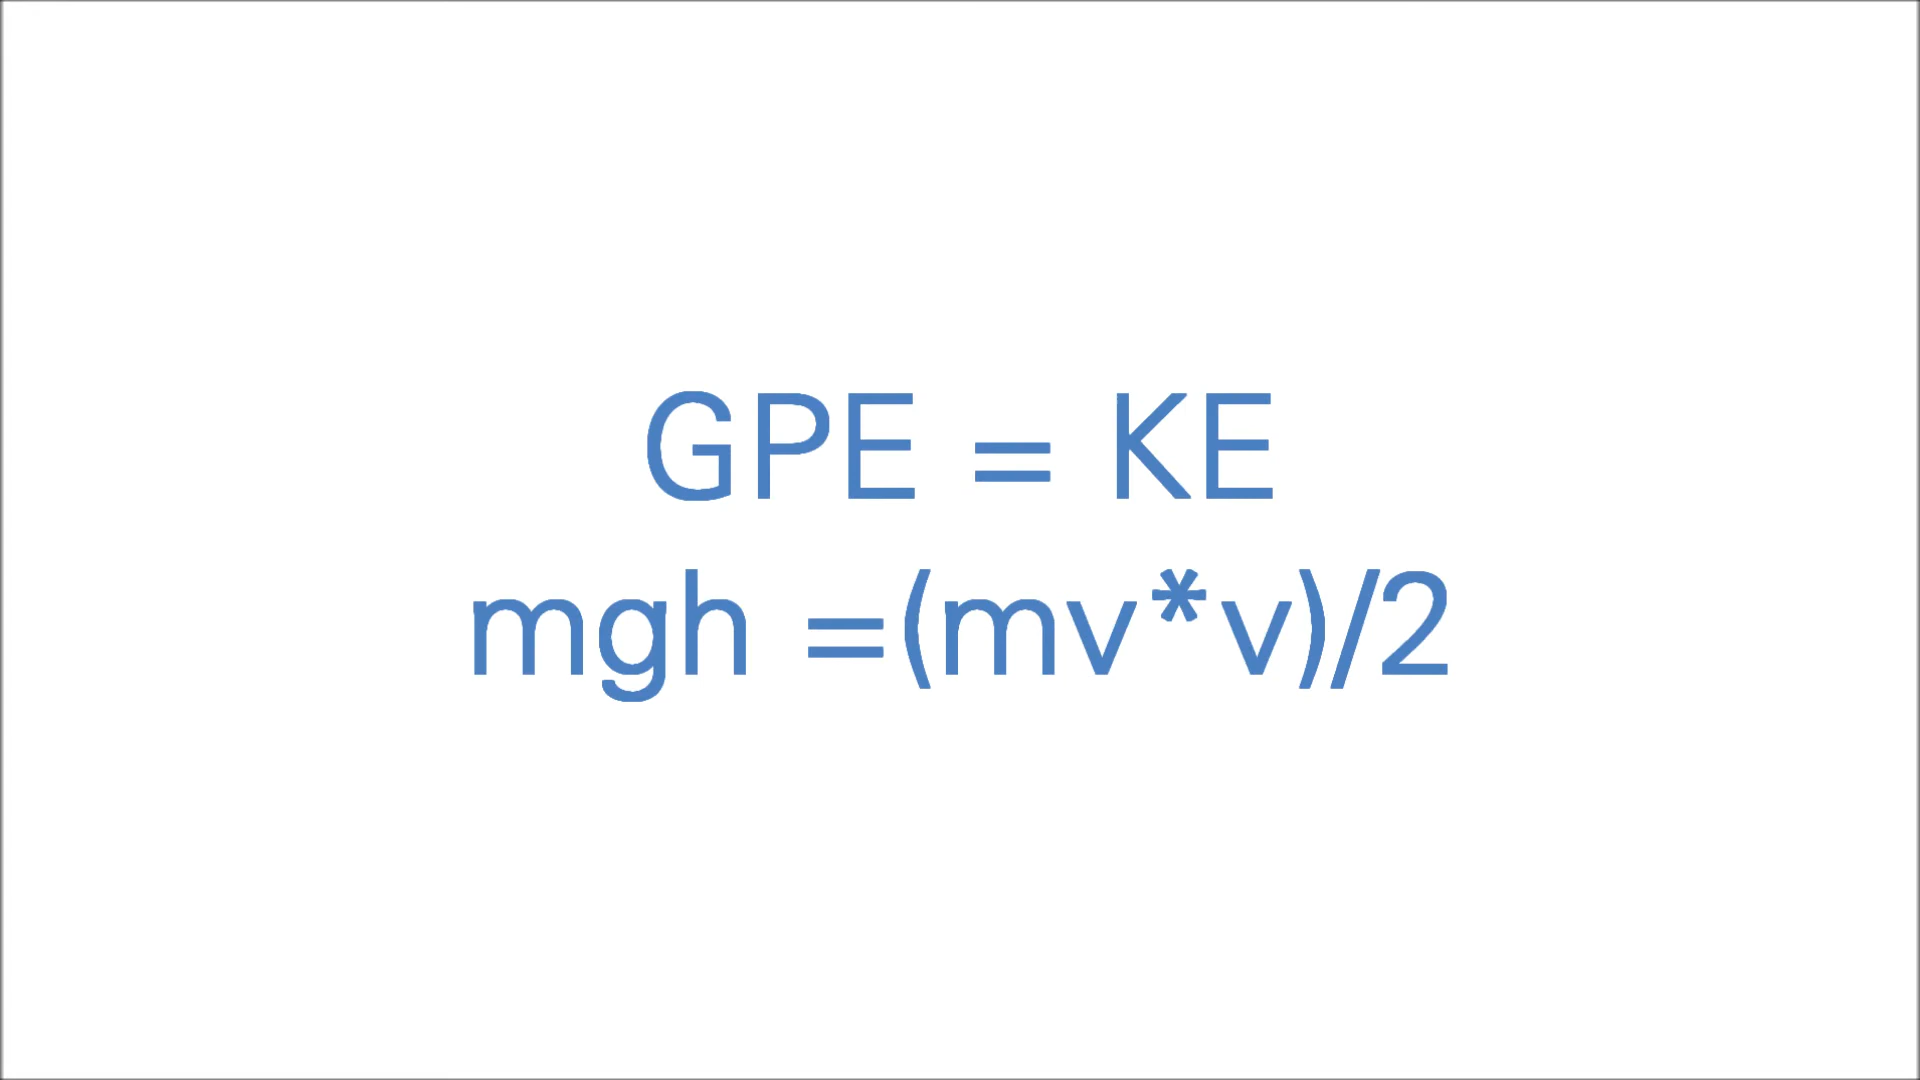 GPE = KE
mgh =(mv*v)/2